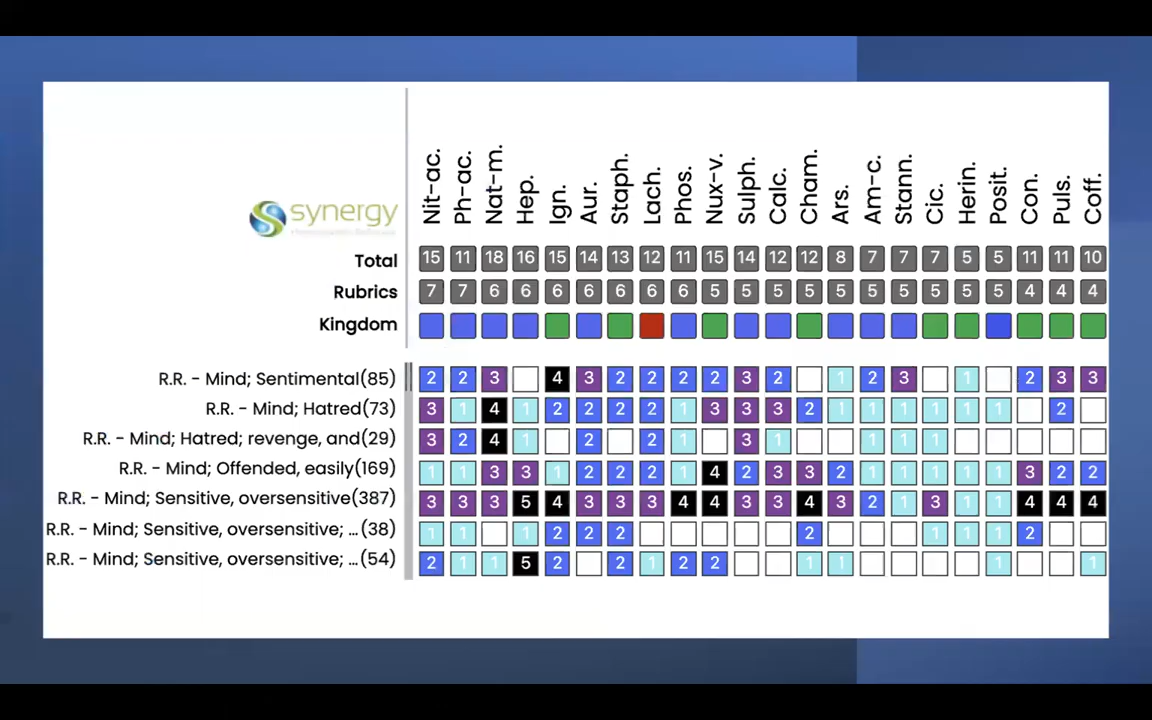 synergy
Nit-ac. Ph-ac. Nat-m. Hep. Ign. Aur. Staph. Lach. Phos. Nux-v. Sulph. Calc. Cham. Ars. Am-c. Stann. Cic. Herin. Posit. Con. Puls. Coff.
Total 15 11 18 16 15 14 13 12 11 15 14 12 12 8 7 7 7 5 5 11 11 10
Rubrics 7 7 6 6 6 6 6 6 6 5 5 5 5 5 5 5 5 5 5 4 4 4
Kingdom
R.R. - Mind; Sentimental(85) 2 2 3 4 3 2 2 2 2 3 2 1 2 3 1 2 3 3
R.R. - Mind; Hatred(73) 3 1 4 1 2 2 2 2 1 3 3 3 2 1 1 1 1 1 1 2
R.R. - Mind; Hatred; revenge, and(29) 3 2 4 1 2 2 1 3 1 1 1 1
R.R. - Mind; Offended, easily(169) 1 1 3 3 1 2 2 2 1 4 2 3 3 2 1 1 1 1 1 3 2 2
R.R. - Mind; Sensitive, oversensitive(387) 3 3 3 5 4 3 3 3 4 4 3 3 4 3 2 1 3 1 1 4 4 4
R.R. - Mind; Sensitive, oversensitive; ...(38) 1 1 1 2 2 2 2 1 1 1 2
R.R. - Mind; Sensitive, oversensitive; ...(54) 2 1 1 5 2 2 1 2 2 1 1 1 1